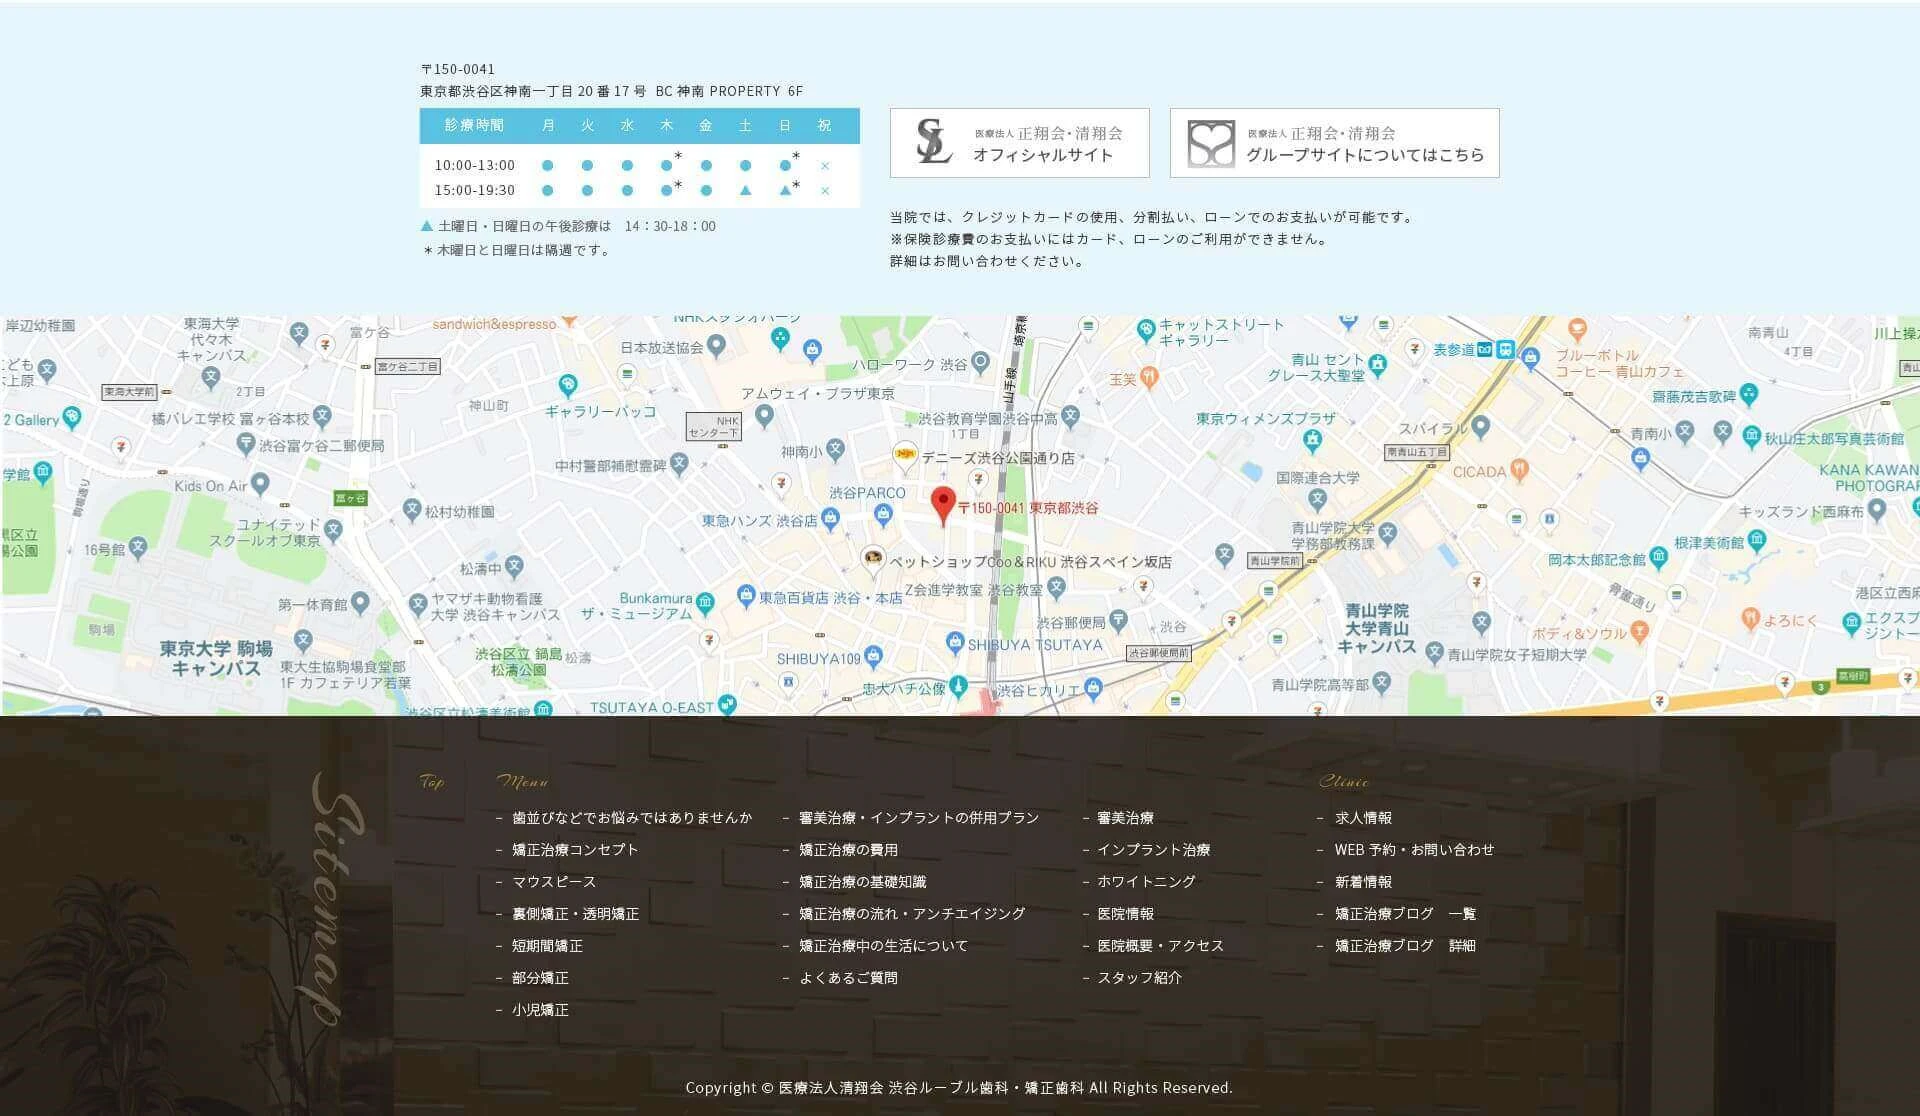 〒150-0041
東京都渋谷区神南一丁目 20 番 17 号 BC 神南 PROPERTY 6F
診療時間 月 火 水 木 金 土 日 祝
10:00-13:00 ● ● ● ●* ● ● ●* ×
15:00-19:30 ● ● ● ●* ● ▲ ▲* ×
▲ 土曜日・日曜日の午後診療は 14：30-18：00
* 木曜日と日曜日は隔週です。
SL
医療法人 正翔会・清翔会
オフィシャルサイト
医療法人 正翔会・清翔会
グループサイトについてはこちら
当院では、クレジットカードの使用、分割払い、ローンでのお支払いが可能です。
※保険診療費のお支払いにはカード、ローンのご利用ができません。
詳細はお問い合わせください。
岸辺幼稚園
東海大学
代々木
キャンパス
富ケ谷
sandwich&espresso
NHKスタジオパーク
日本放送協会
ハローワーク 渋谷
山手線
キャットストリート
ギャラリー
青山 セント
グレース大聖堂
表参道
ブルーボトル
コーヒー 青山カフェ
南青山
4丁目
富ケ谷二丁目
東海大学前
2丁目
神山町
ギャラリーバッコ
アムウェイ・プラザ東京
玉笑
齋藤茂吉歌碑
2 Gallery
橘バレエ学校 富ヶ谷本校
渋谷富ケ谷二郵便局
NHK
センター下
渋谷教育学園渋谷中高
1丁目
東京ウィメンズプラザ
スパイラル
青南小
秋山庄太郎写真芸術館
学館
Kids On Air
中村警部補慰霊碑
神南小
デニーズ渋谷公園通り店
南青山五丁目
国際連合大学
CICADA
KANA KAWAN
PHOTOGRAP
富ヶ谷
松村幼稚園
渋谷PARCO
東急ハンズ 渋谷店
〒150-0041 東京都渋谷
キッズランド西麻布
ユナイテッド
スクールオブ東京
16号館
青山学院大学
学務部教務課
根津美術館
岡本太郎記念館
松濤中
ペットショップCoo＆RIKU 渋谷スペイン坂店
青山学院前
第一体育館
ヤマザキ動物看護
大学 渋谷キャンパス
Bunkamura
ザ・ミュージアム
東急百貨店 渋谷・本店
Z会進学教室 渋谷教室
骨董通り
駒場
東京大学 駒場
キャンパス
渋谷郵便局
渋谷
青山学院
大学青山
キャンパス
ボディ&ソウル
よろにく
東大生協駒場食堂部
1F カフェテリア若葉
渋谷区立 鍋島
松濤公園
松濤
SHIBUYA109
SHIBUYA TSUTAYA
渋谷郵便局前
青山学院女子短期大学
渋谷区立松濤美術館
TSUTAYA O-EAST
忠犬ハチ公像
渋谷ヒカリエ
青山学院高等部
高樹町
3
Sitemap
Top
Menu
－ 歯並びなどでお悩みではありませんか
－ 矯正治療コンセプト
－ マウスピース
－ 裏側矯正・透明矯正
－ 短期間矯正
－ 部分矯正
－ 小児矯正
－ 審美治療・インプラントの併用プラン
－ 矯正治療の費用
－ 矯正治療の基礎知識
－ 矯正治療の流れ・アンチエイジング
－ 矯正治療中の生活について
－ よくあるご質問
－ 審美治療
－ インプラント治療
－ ホワイトニング
－ 医院情報
－ 医院概要・アクセス
－ スタッフ紹介
Clinic
－ 求人情報
－ WEB 予約・お問い合わせ
－ 新着情報
－ 矯正治療ブログ 一覧
－ 矯正治療ブログ 詳細
Copyright © 医療法人清翔会 渋谷ルーブル歯科・矯正歯科 All Rights Reserved.